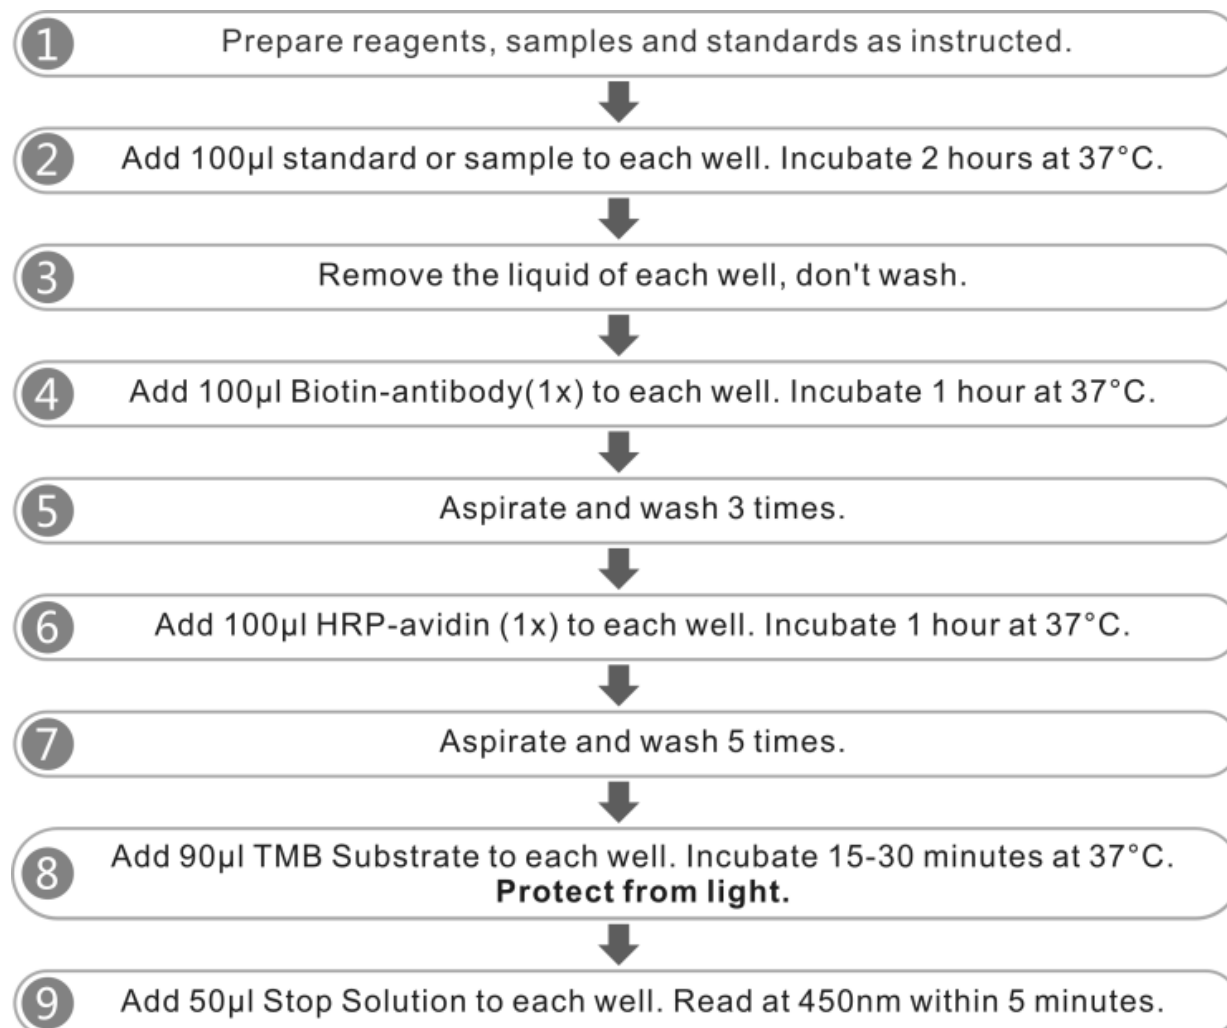 1 Prepare reagents, samples and standards as instructed.
2 Add 100µl standard or sample to each well. Incubate 2 hours at 37°C.
3 Remove the liquid of each well, don't wash.
4 Add 100µl Biotin-antibody(1x) to each well. Incubate 1 hour at 37°C.
5 Aspirate and wash 3 times.
6 Add 100µl HRP-avidin (1x) to each well. Incubate 1 hour at 37°C.
7 Aspirate and wash 5 times.
8 Add 90µl TMB Substrate to each well. Incubate 15-30 minutes at 37°C.
Protect from light.
9 Add 50µl Stop Solution to each well. Read at 450nm within 5 minutes.